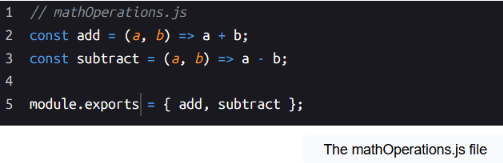 1 // mathOperations.js
2 const add = (a, b) => a + b;
3 const subtract = (a, b) => a - b;
4
5 module.exports = { add, subtract };
The mathOperations.js file